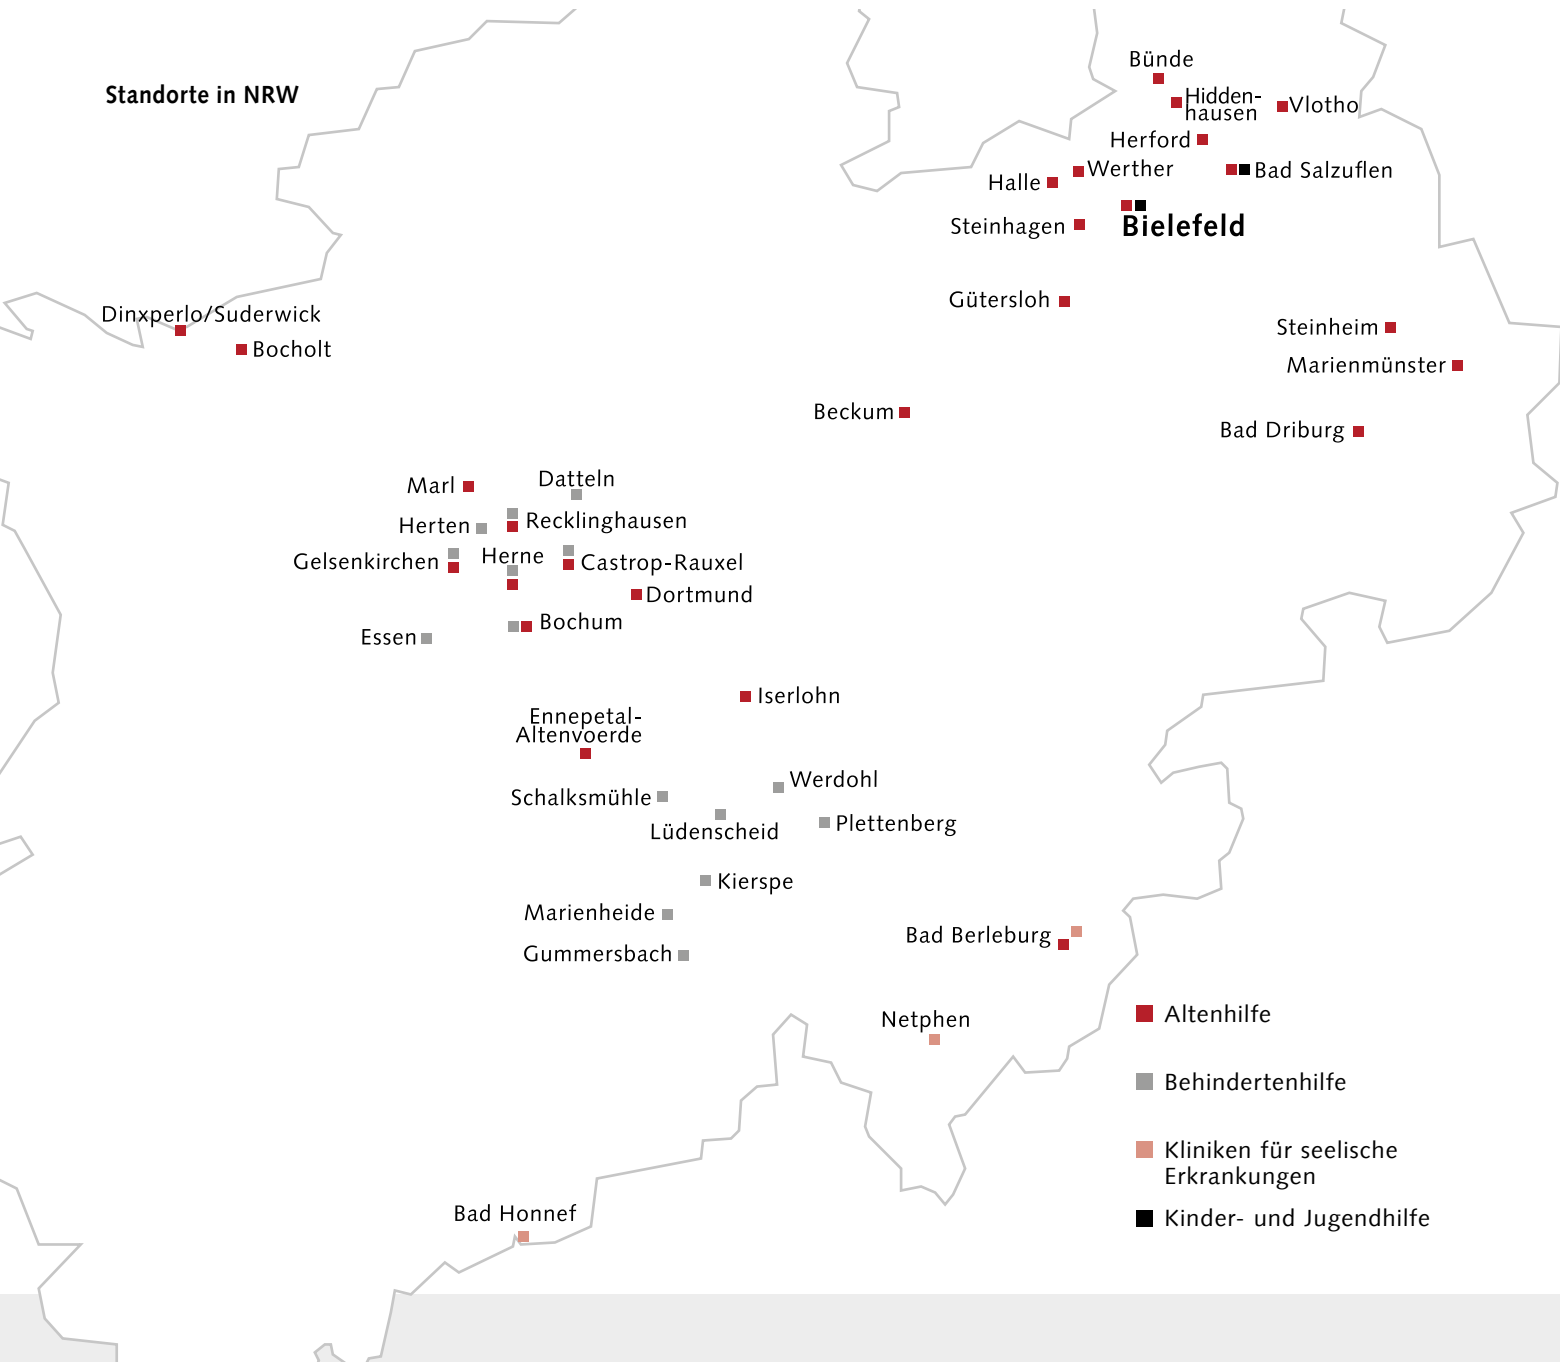 Standorte in NRW
Bünde
Hidden-
hausen
Vlotho
Herford
Werther
Bad Salzuflen
Halle
Steinhagen
Bielefeld
Gütersloh
Dinxperlo/Suderwick
Bocholt
Steinheim
Marienmünster
Beckum
Bad Driburg
Marl
Datteln
Herten
Recklinghausen
Gelsenkirchen
Herne
Castrop-Rauxel
Dortmund
Essen
Bochum
Iserlohn
Ennepetal-
Altenvoerde
Werdohl
Schalksmühle
Lüdenscheid
Plettenberg
Kierspe
Marienheide
Gummersbach
Bad Berleburg
Netphen
Bad Honnef
Altenhilfe
Behindertenhilfe
Kliniken für seelische
Erkrankungen
Kinder- und Jugendhilfe